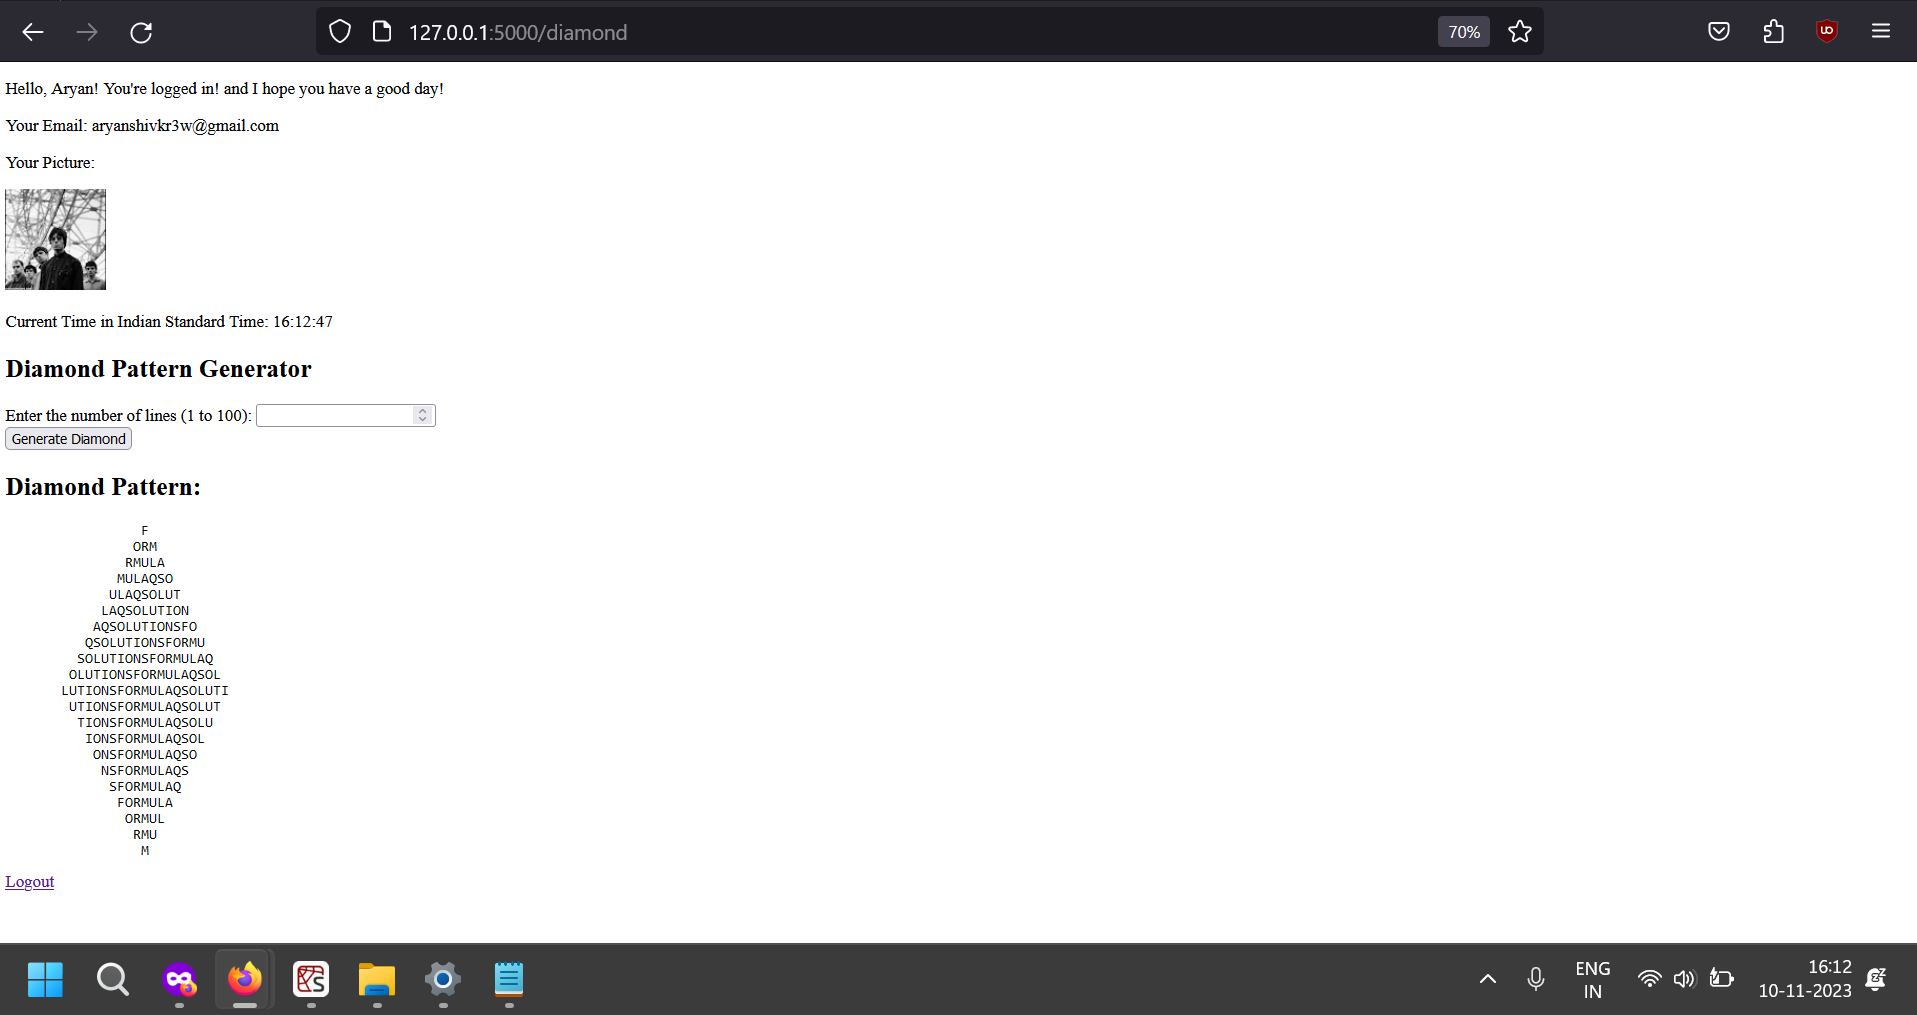 127.0.0.1:5000/diamond
70%
Hello, Aryan! You're logged in! and I hope you have a good day!
Your Email: aryanshivkr3w@gmail.com
Your Picture:
Current Time in Indian Standard Time: 16:12:47
Diamond Pattern Generator
Enter the number of lines (1 to 100):
Generate Diamond
Diamond Pattern:
F
ORM
RMULA
MULAQSO
ULAQSOLUT
LAQSOLUTION
AQSOLUTIONSFO
QSOLUTIONSFORMU
SOLUTIONSFORMULAQ
OLUTIONSFORMULAQSOL
LUTIONSFORMULAQSOLUTI
UTIONSFORMULAQSOLUT
TIONSFORMULAQSOLU
IONSFORMULAQSOL
ONSFORMULAQSO
NSFORMULAQS
SFORMULAQ
FORMULA
ORMUL
RMU
M
Logout
ENG
IN
16:12
10-11-2023